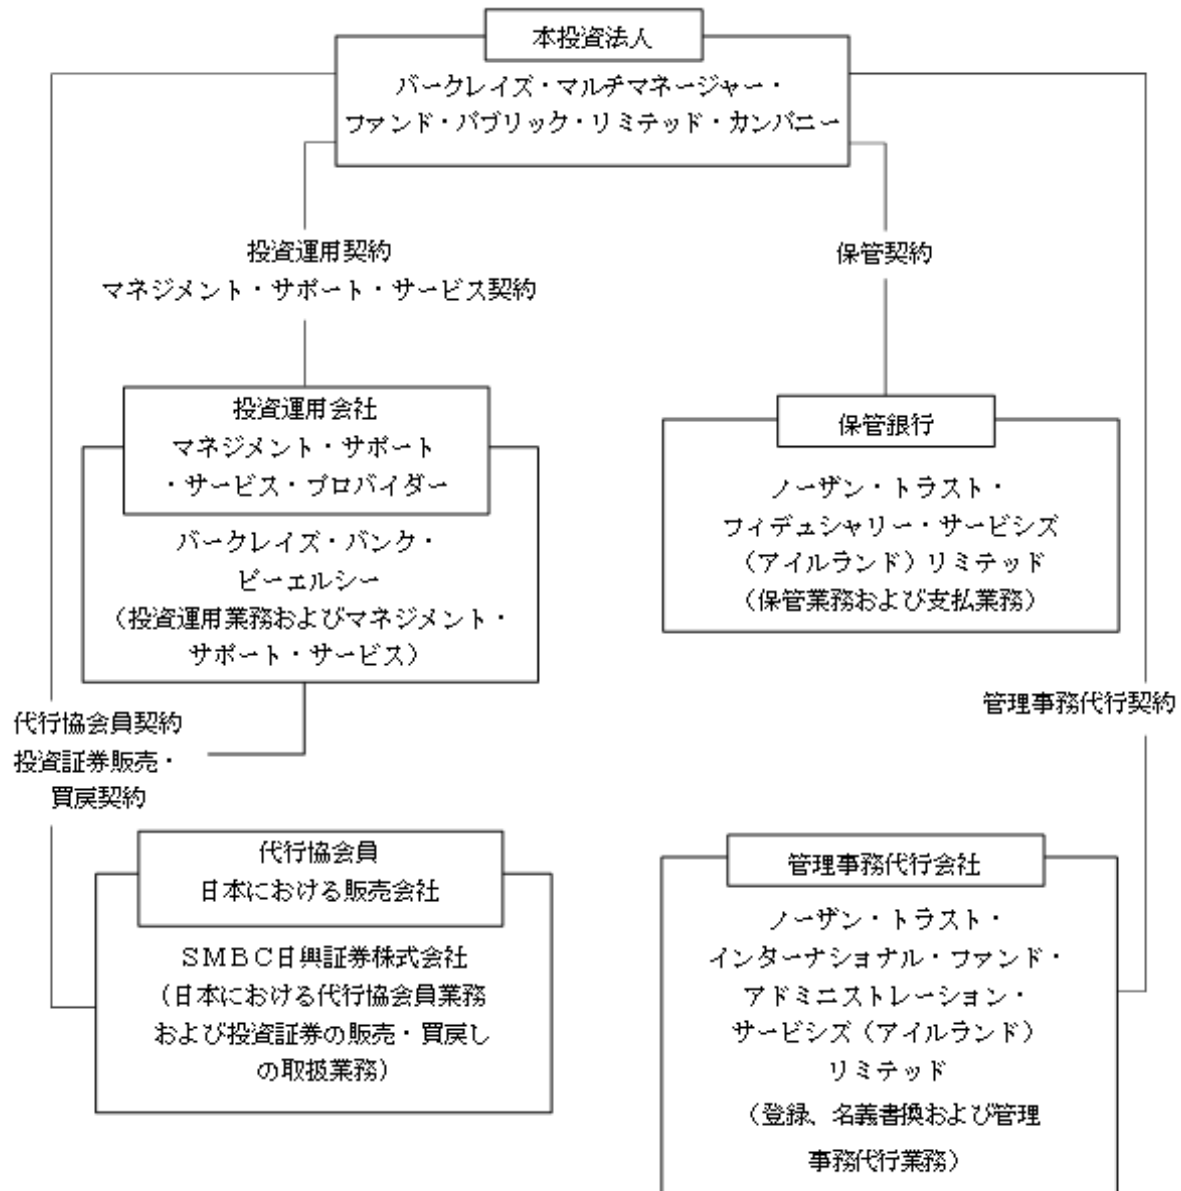 本投資法人
バークレイズ・マルチマネージャー・
ファンド・パブリック・リミテッド・カンパニー
投資運用契約
マネジメント・サポート・サービス契約
保管契約
投資運用会社
マネジメント・サポート
・サービス・プロバイダー
バークレイズ・バンク・
ピーエルシー
（投資運用業務およびマネジメント・
サポート・サービス）
保管銀行
ノーザン・トラスト・
フィデュシャリー・サービシズ
（アイルランド）リミテッド
（保管業務および支払業務）
代行協会員契約
投資証券販売・
買戻契約
管理事務代行契約
代行協会員
日本における販売会社
ＳＭＢＣ日興証券株式会社
（日本における代行協会員業務
および投資証券の販売・買戻し
の取扱業務）
管理事務代行会社
ノーザン・トラスト・
インターナショナル・ファンド・
アドミニストレーション・
サービシズ（アイルランド）
リミテッド
（登録、名義書換および管理
事務代行業務）